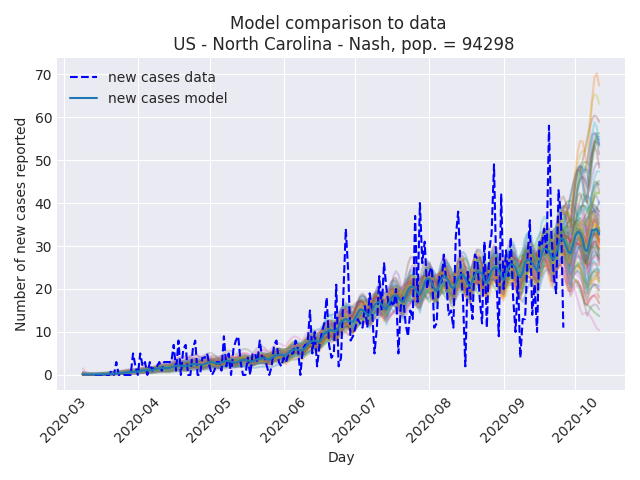 Model comparison to data
US - North Carolina - Nash, pop. = 94298
new cases data
new cases model
Number of new cases reported
70
60
50
40
30
20
10
0
2020-03
2020-04
2020-05
2020-06
2020-07
2020-08
2020-09
2020-10
Day